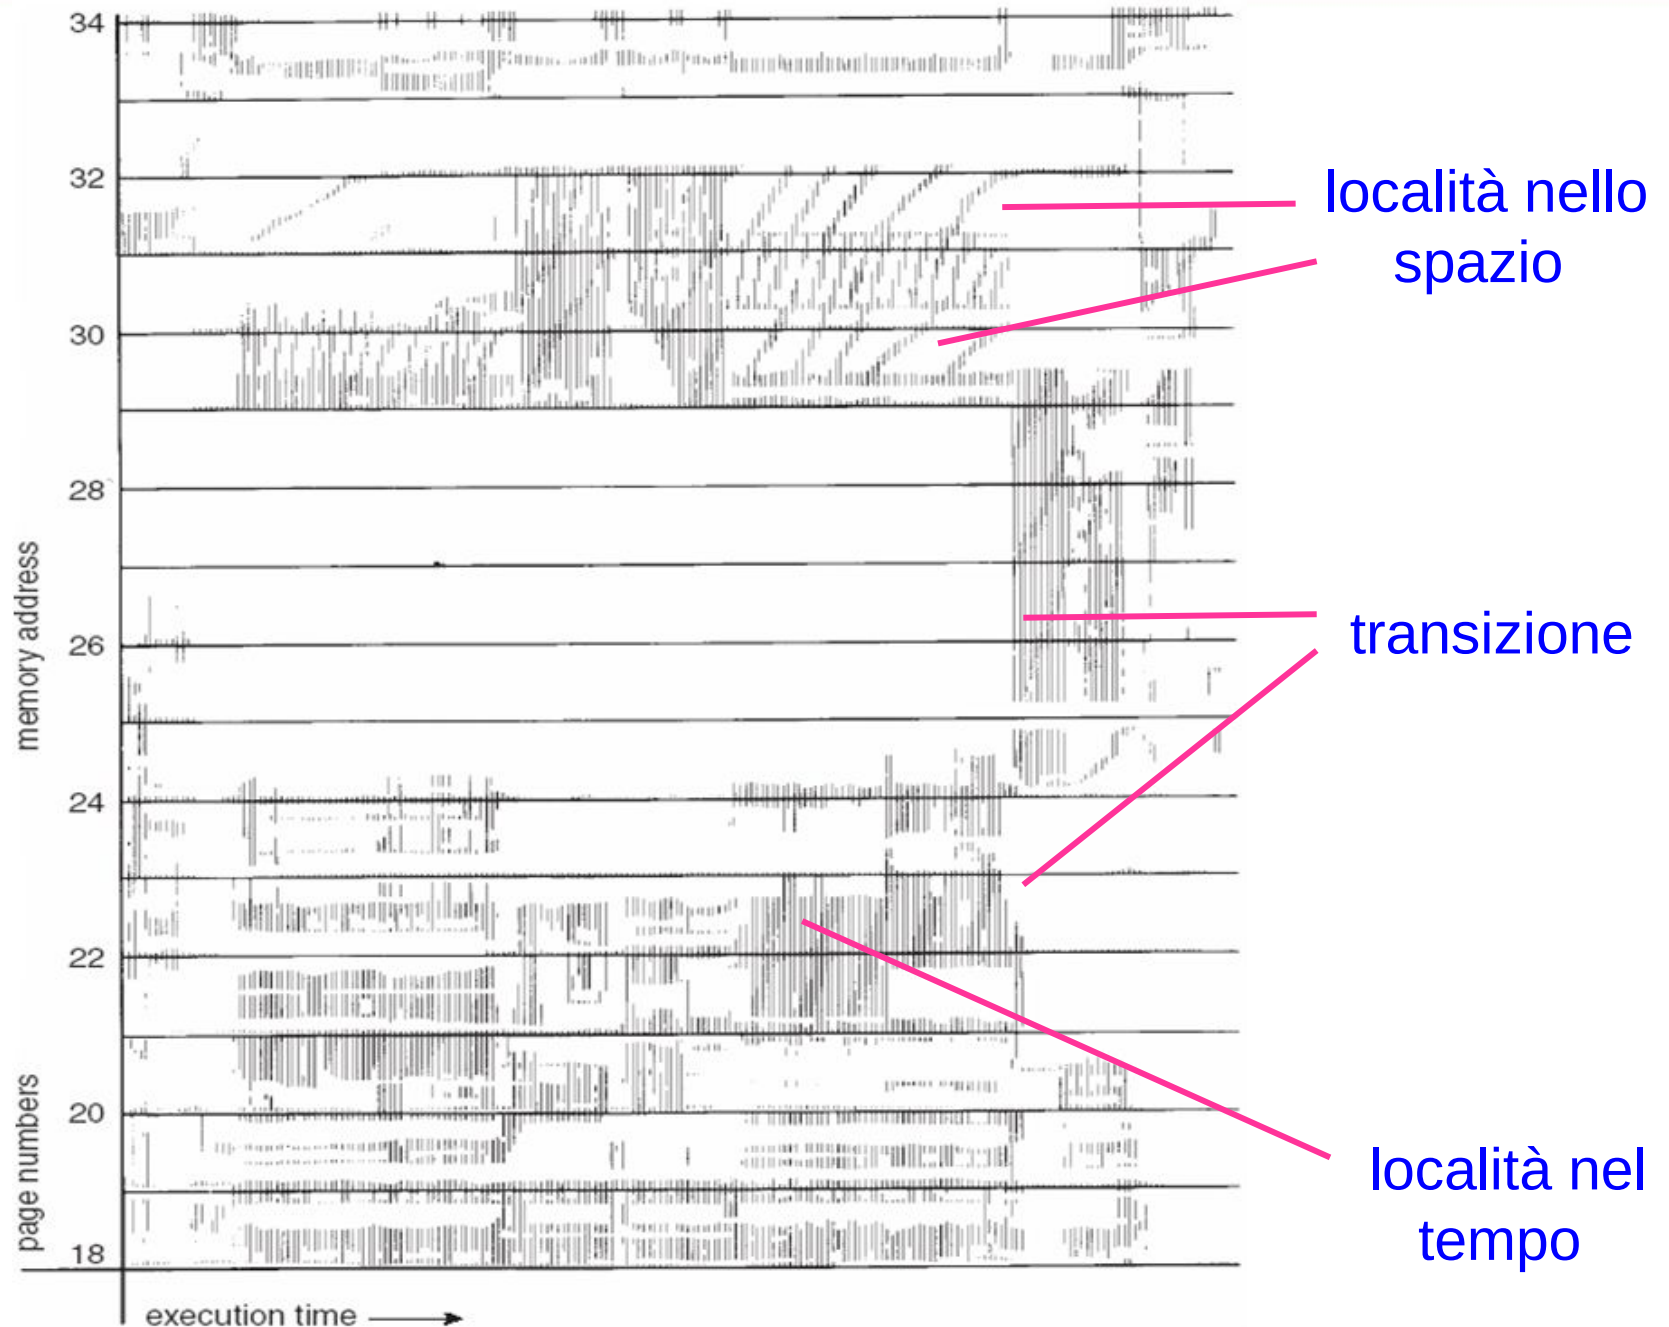 34
32
30
28
26
24
22
20
18
memory address
page numbers
execution time
località nello
spazio
transizione
località nel
tempo